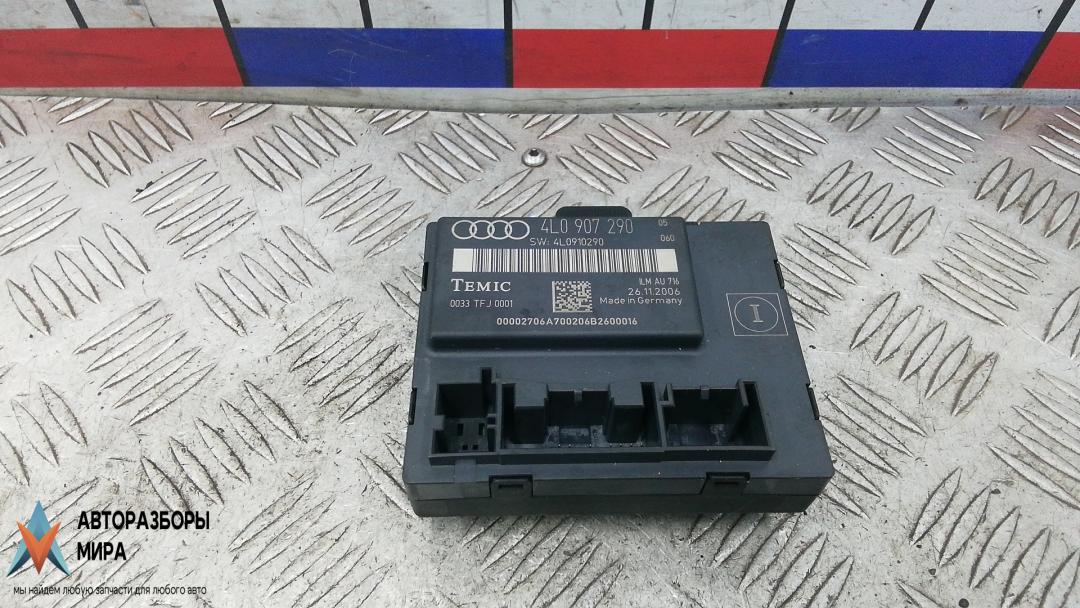 4L0 907 290 05
SW: 4L0910290 060
TEMIC ILM AU 716
26.11.2006
0033 TFJ 0001 Made in Germany
00002706A700206B2600016
I
АВТОРАЗБОРЫ
МИРА
мы найдем любую запчасти для любого авто